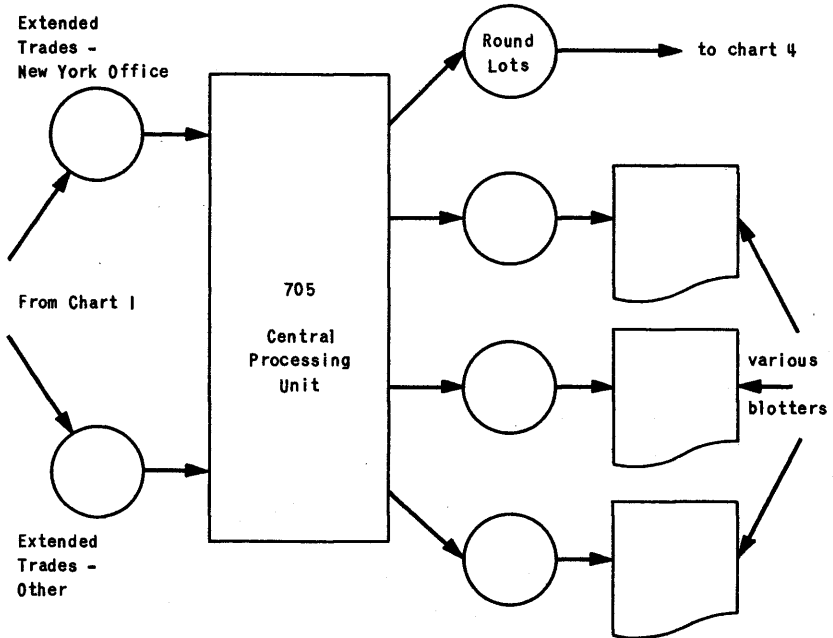 Extended
Trades -
New York Office
Round
Lots
to chart 4
From Chart I
705
Central
Processing
Unit
various
blotters
Extended
Trades -
Other